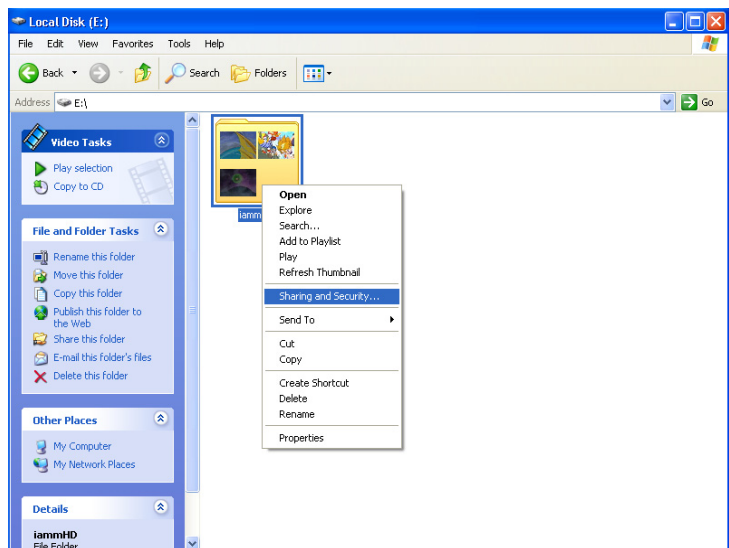 Local Disk (E:)
File Edit View Favorites Tools Help
Back Search Folders
Address E:\ Go
Video Tasks
Play selection
Copy to CD
File and Folder Tasks
Rename this folder
Move this folder
Copy this folder
Publish this folder to
the Web
Share this folder
E-mail this folder's files
Delete this folder
Other Places
My Computer
My Network Places
Details
iammHD
File Folder
iamm
Open
Explore
Search...
Add to Playlist
Play
Refresh Thumbnail
Sharing and Security...
Send To
Cut
Copy
Create Shortcut
Delete
Rename
Properties